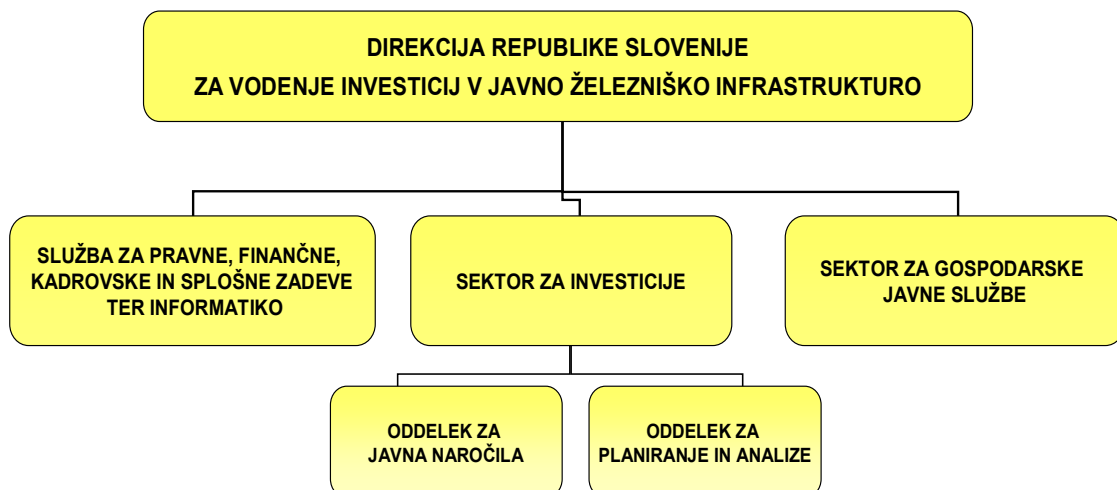 DIREKCIJA REPUBLIKE SLOVENIJE
ZA VODENJE INVESTICIJ V JAVNO ŽELEZNIŠKO INFRASTRUKTURO
SLUŽBA ZA PRAVNE, FINANČNE,
KADROVSKE IN SPLOŠNE ZADEVE
TER INFORMATIKO
SEKTOR ZA INVESTICIJE
SEKTOR ZA GOSPODARSKE
JAVNE SLUŽBE
ODDELEK ZA
JAVNA NAROČILA
ODDELEK ZA
PLANIRANJE IN ANALIZE